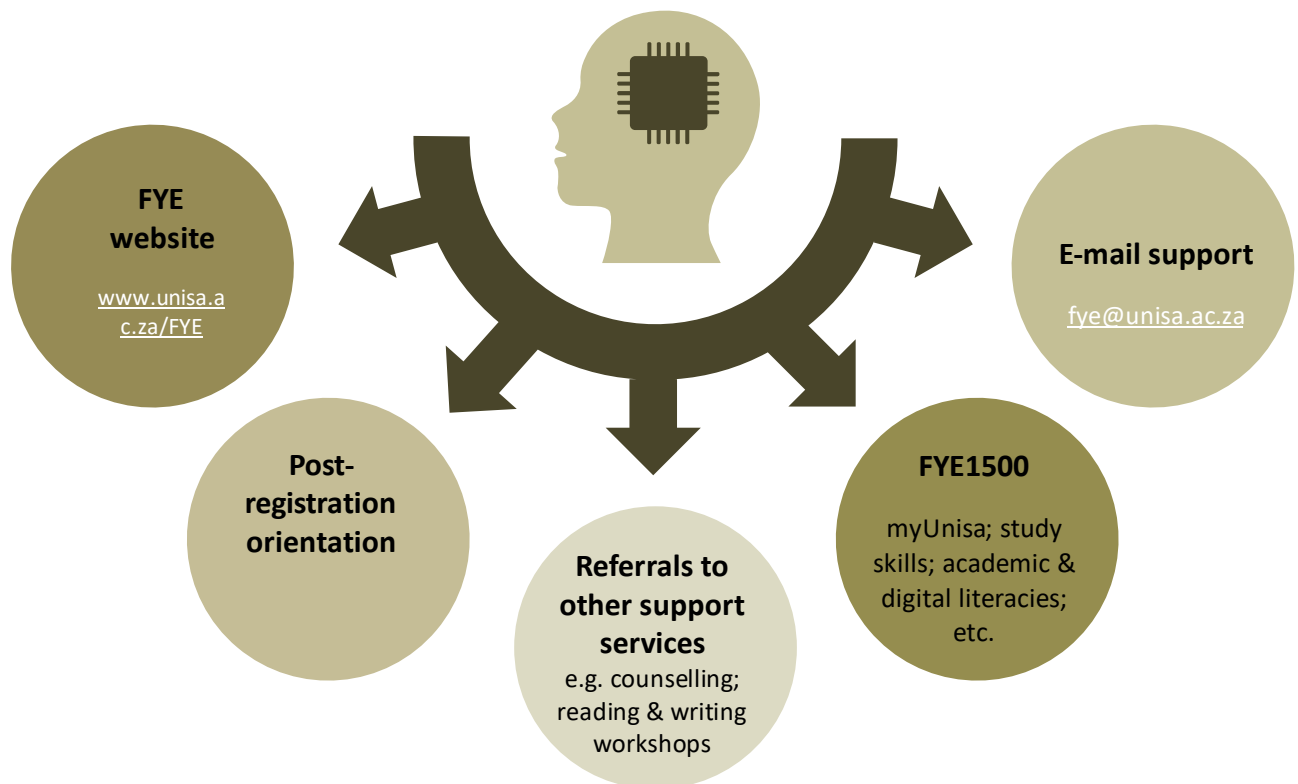 FYE
website
www.unisa.a
c.za/FYE
Post-
registration
orientation
Referrals to
other support
services
e.g. counselling;
reading & writing
workshops
FYE1500
myUnisa; study
skills; academic &
digital literacies;
etc.
E-mail support
fye@unisa.ac.za